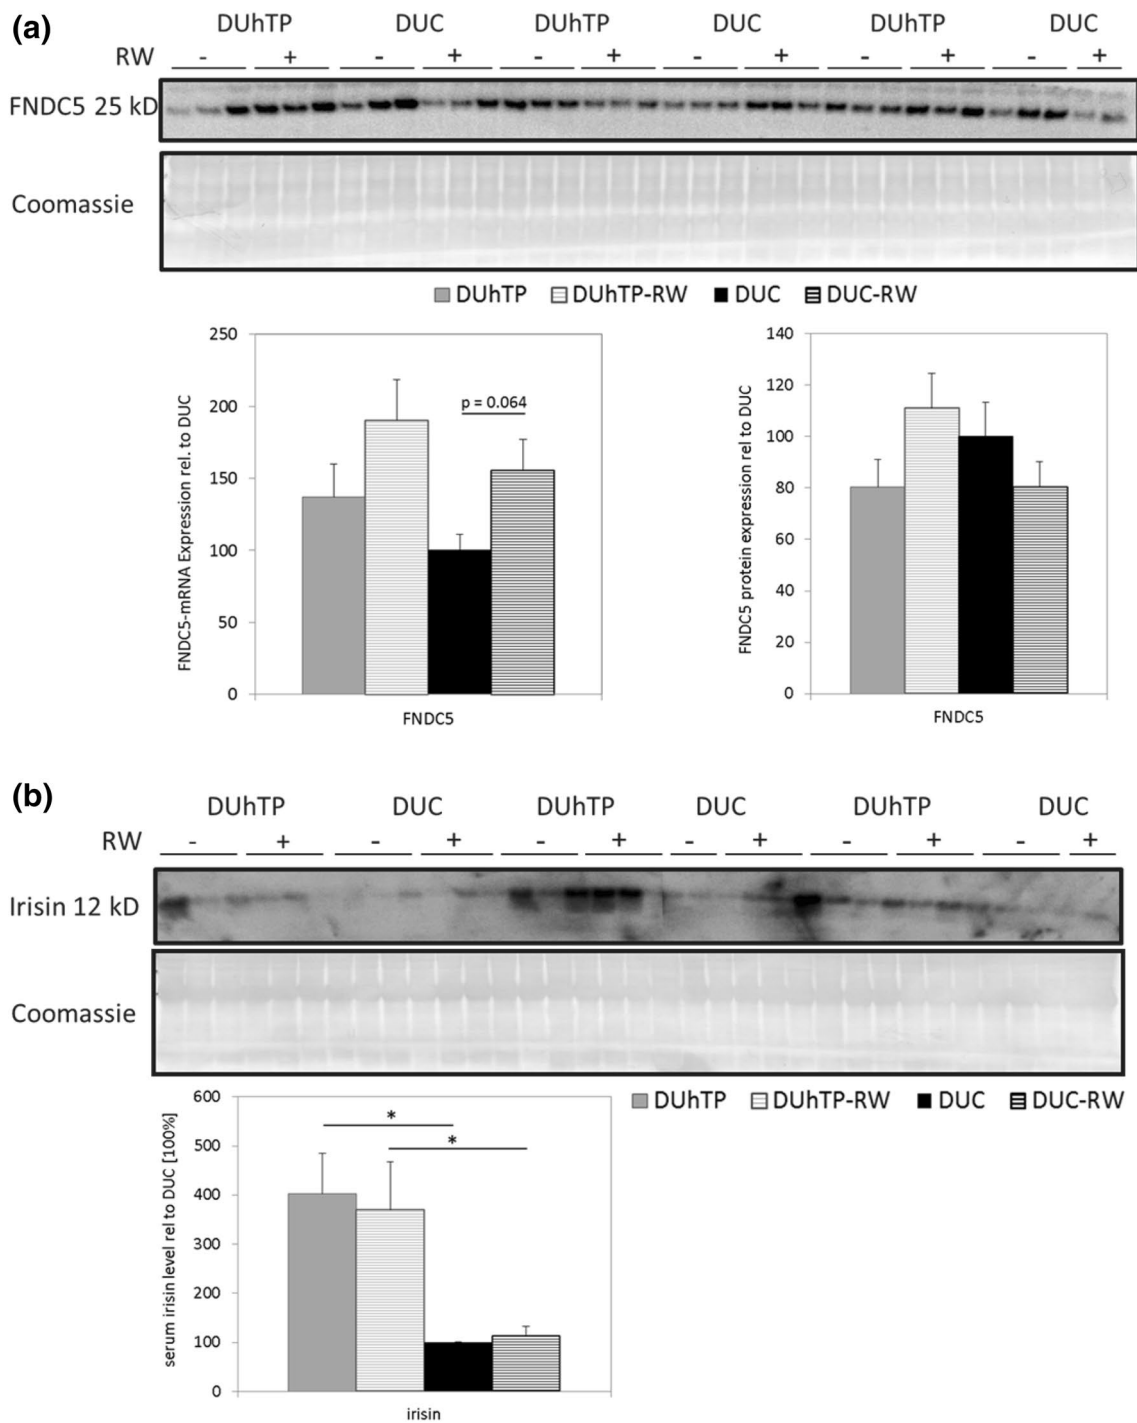 (a)
DUhTP DUC DUhTP DUC DUhTP DUC
RW - + - + - + - + - + - +
FNDC5 25 kD
Coomassie
DUhTP DUhTP-RW DUC DUC-RW
FNDC5-mRNA Expression rel. to DUC
250
200
150
100
50
0
p = 0.064
FNDC5
FNDC5 protein expression rel to DUC
140
120
100
80
60
40
20
0
FNDC5
(b)
DUhTP DUC DUhTP DUC DUhTP DUC
RW - + - + - + - + - + - +
Irisin 12 kD
Coomassie
DUhTP DUhTP-RW DUC DUC-RW
serum irisin level rel to DUC [100%]
600
500
400
300
200
100
0
*
*
irisin